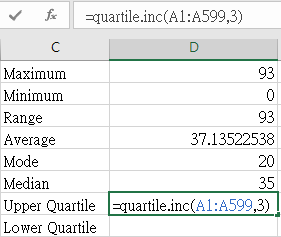 fx =quartile.inc(A1:A599,3)
C D
Maximum 93
Minimum 0
Range 93
Average 37.13522538
Mode 20
Median 35
Upper Quartile =quartile.inc(A1:A599,3)
Lower Quartile